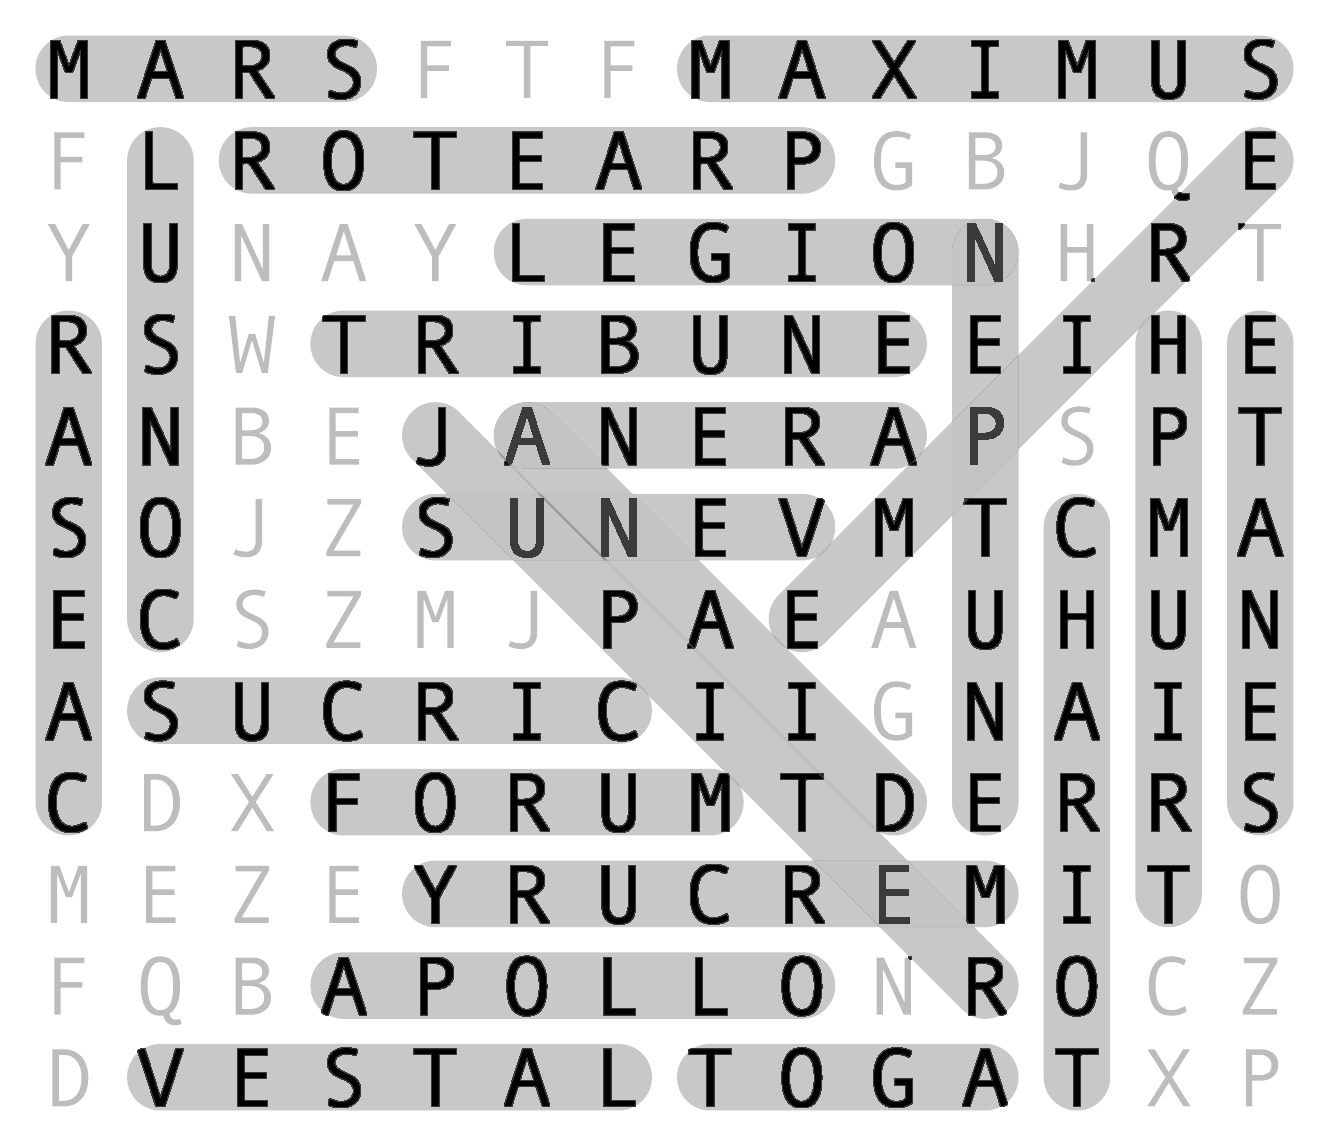 M A R S F T F M A X I M U S
F L R O T E A R P G B J Q E
Y U N A Y L E G I O N H R T
R S W T R I B U N E E I H E
A N B E J A N E R A P S P T
S O J Z S U N E V M T C M A
E C S Z M J P A E A U H U N
A S U C R I C I I G N A I E
C D X F O R U M T D E R R S
M E Z E Y R U C R E M I T O
F Q B A P O L L O N R O C Z
D V E S T A L T O G A T X P